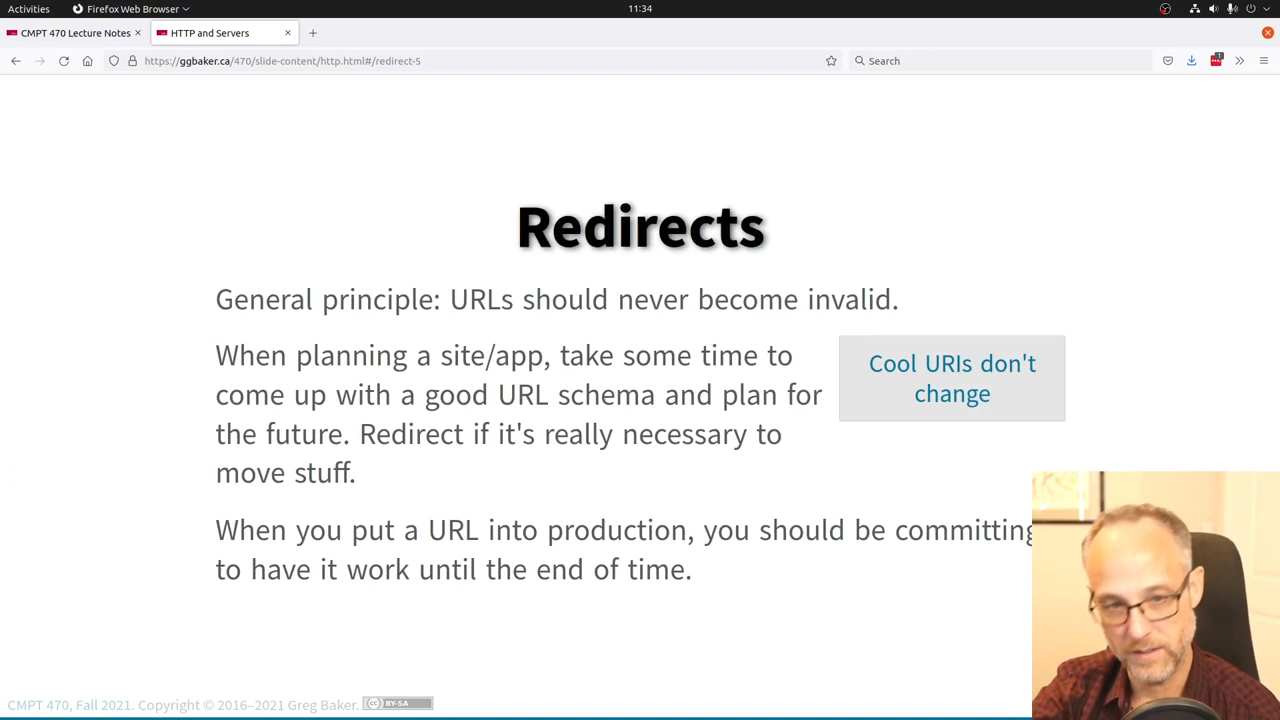 Activities
Firefox Web Browser
11:34
CMPT 470 Lecture Notes
HTTP and Servers
https://ggbaker.ca/470/slide-content/http.html#/redirect-5
Search
1
Redirects
General principle: URLs should never become invalid.
When planning a site/app, take some time to
come up with a good URL schema and plan for
the future. Redirect if it's really necessary to
move stuff.
Cool URIs don't
change
When you put a URL into production, you should be committing
to have it work until the end of time.
CMPT 470, Fall 2021. Copyright © 2016–2021 Greg Baker.
CC BY-SA